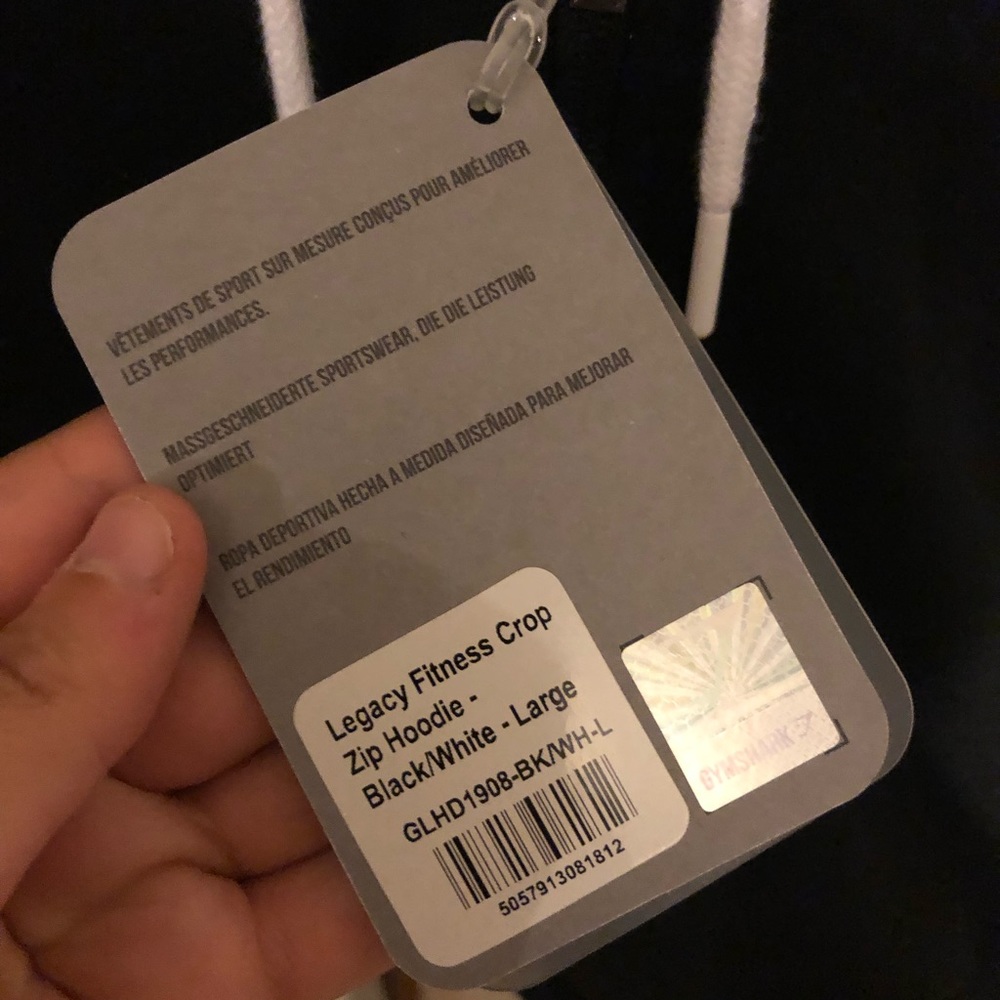 VÊTEMENTS DE SPORT SUR MESURE CONÇUS POUR AMÉLIORER
LES PERFORMANCES.
MASSGESCHNEIDERTE SPORTSWEAR, DIE DIE LEISTUNG
OPTIMIERT
ROPA DEPORTIVA HECHA A MEDIDA DISEÑADA PARA MEJORAR
EL RENDIMIENTO
Legacy Fitness Crop
Zip Hoodie -
Black/White - Large
GLHD1908-BK/WH-L
5057913081812
GYMSHARK